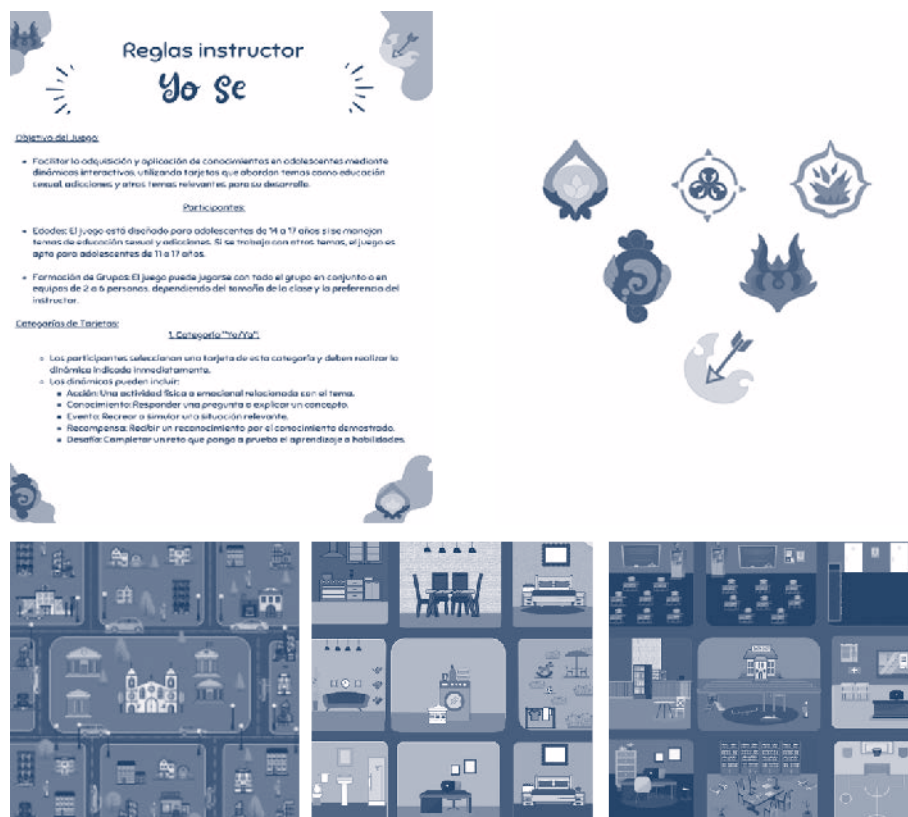 Reglas instructor
Yo Se
Objetivo del Juego:
Facilitar la adquisición y aplicación de conocimientos en adolescentes mediante
dinámicas interactivas, utilizando tarjetas que abordan temas como educación
sexual, adicciones y otros temas relevantes para su desarrollo.
Participantes:
Edades: El juego está diseñado para adolescentes de 14 a 17 años si se manejan
temas de educación sexual y adicciones. Si se trabaja con otros temas, el juego es
apto para adolescentes de 11 a 17 años.
Formación de Grupos: El juego puede jugarse con todo el grupo en conjunto o en
equipos de 2 a 6 personas, dependiendo del tamaño de la clase y la preferencia del
instructor.
Categorías de Tarjetas:
1. Categoría "Yo/Ya":
Los participantes seleccionan una tarjeta de esta categoría y deben realizar la
dinámica indicada inmediatamente.
Las dinámicas pueden incluir:
Acción: Una actividad física o emocional relacionada con el tema.
Conocimiento: Responder una pregunta o explicar un concepto.
Evento: Recrear o simular una situación relevante.
Recompensa: Recibir un reconocimiento por el conocimiento demostrado.
Desafío: Completar un reto que ponga a prueba el aprendizaje o habilidades.